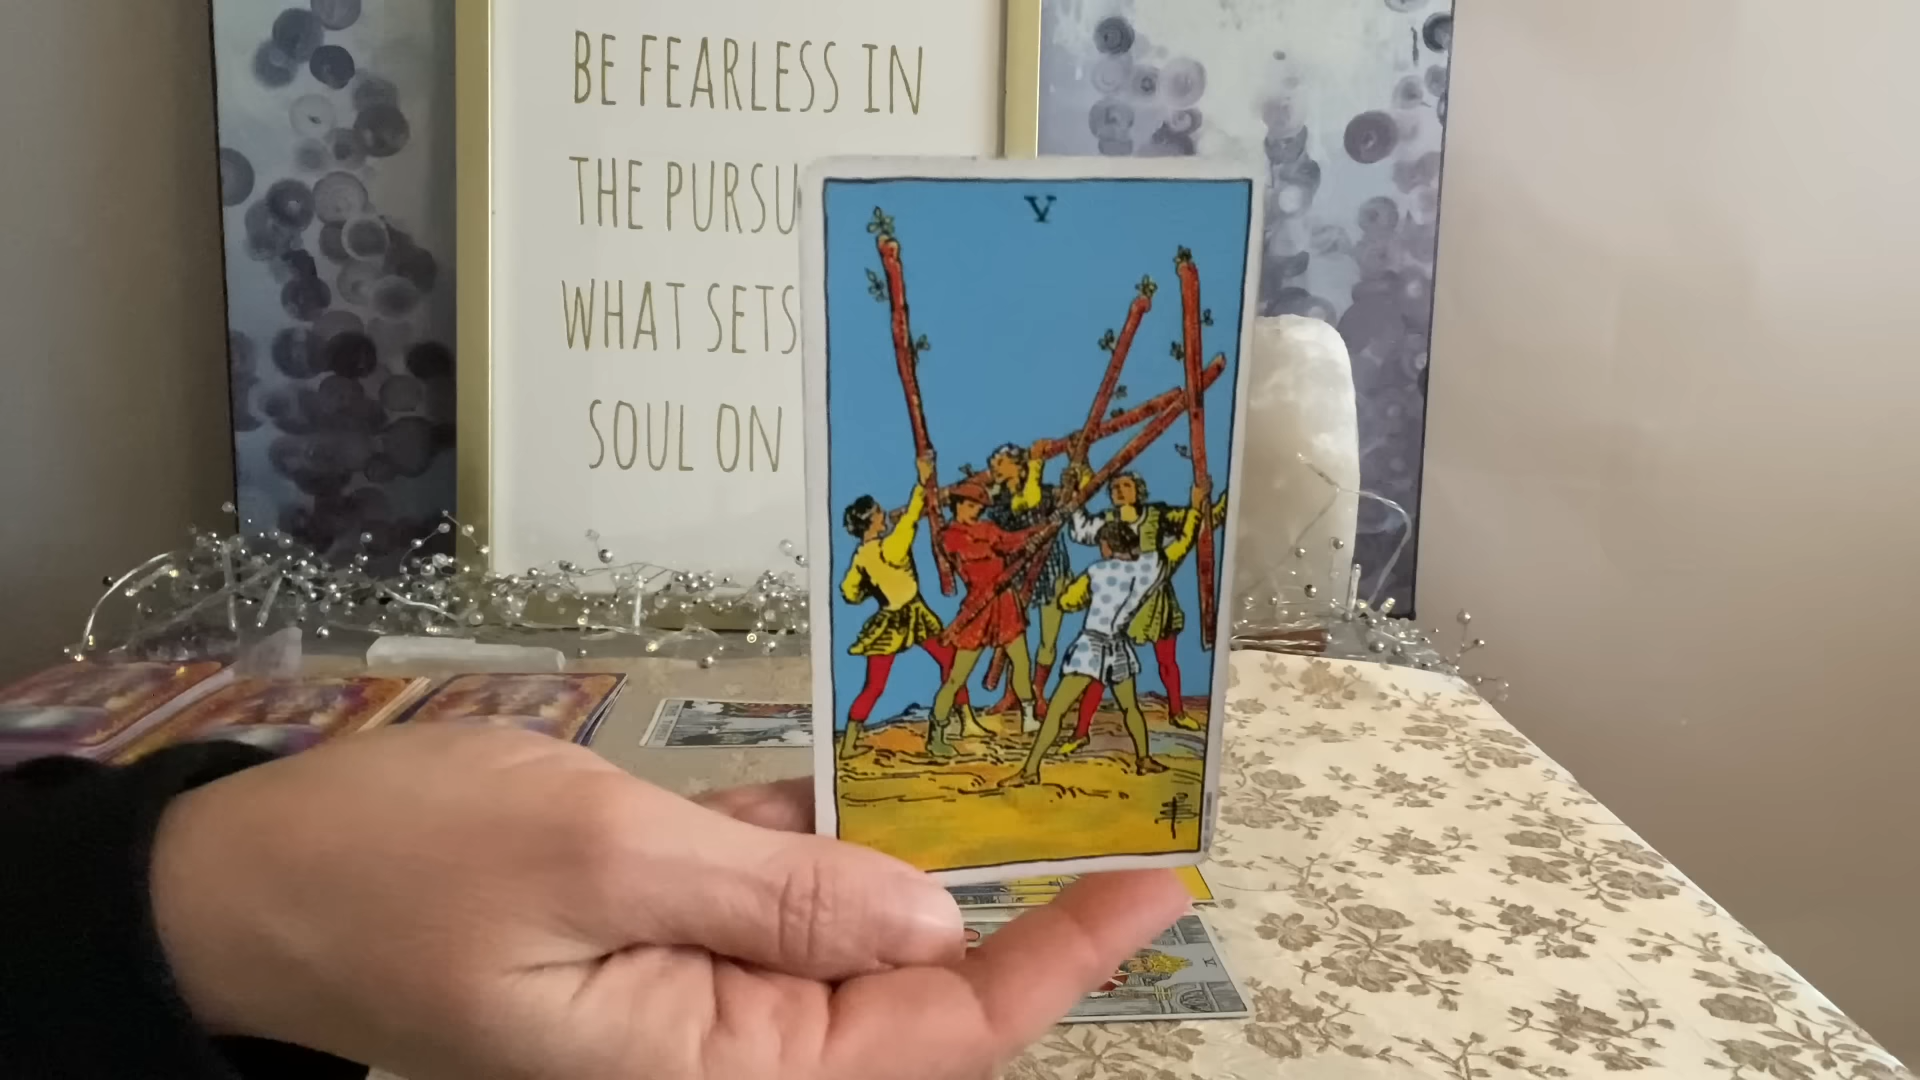 BE FEARLESS IN
THE PURSU
WHAT SETS
SOUL ON
V